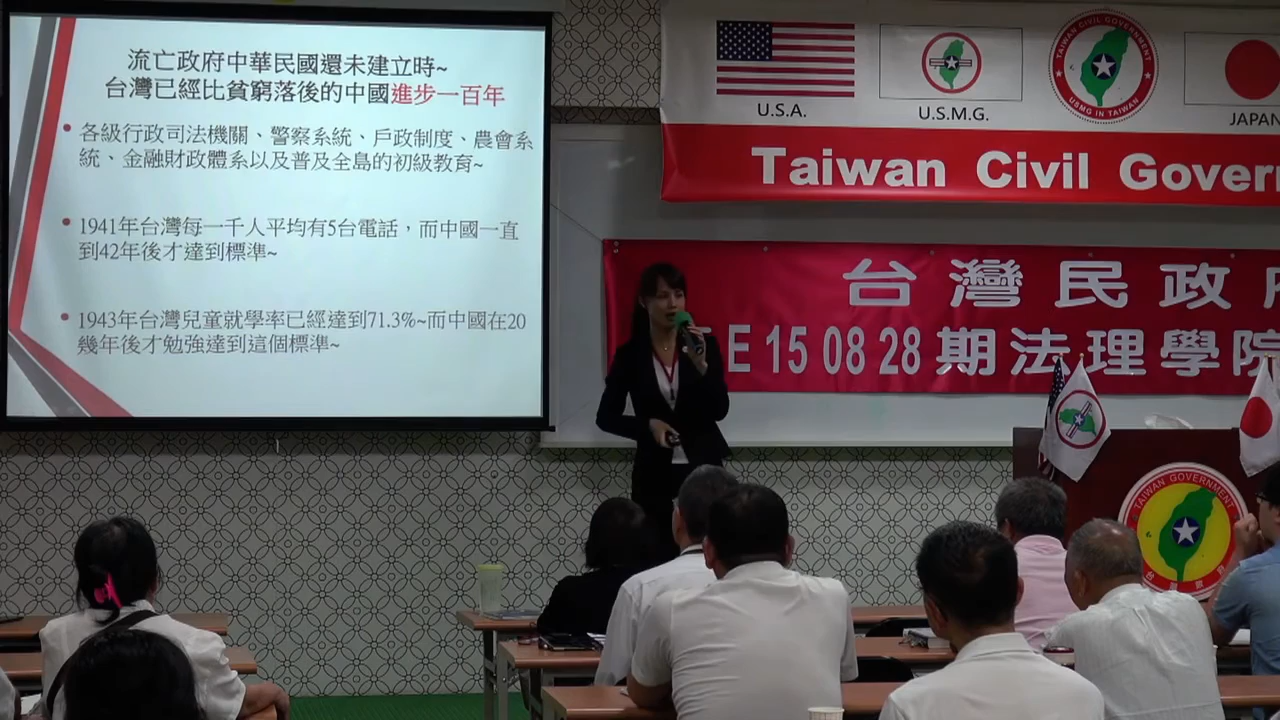 流亡政府中華民國還未建立時~
台灣已經比貧窮落後的中國進步一百年
各級行政司法機關、警察系統、戶政制度、農會系
統、金融財政體系以及普及全島的初級教育~
1941年台灣每一千人平均有5台電話，而中國一直
到42年後才達到標準~
1943年台灣兒童就學率已經達到71.3%~而中國在20
幾年後才勉強達到這個標準~
U.S.A.
U.S.M.G.
TAIWAN CIVIL GOVERNMENT
USMG IN TAIWAN
JAPAN
Taiwan Civil Gover
台灣民政府
E 15 08 28 期法理學院
TAIWAN GOVERNMENT